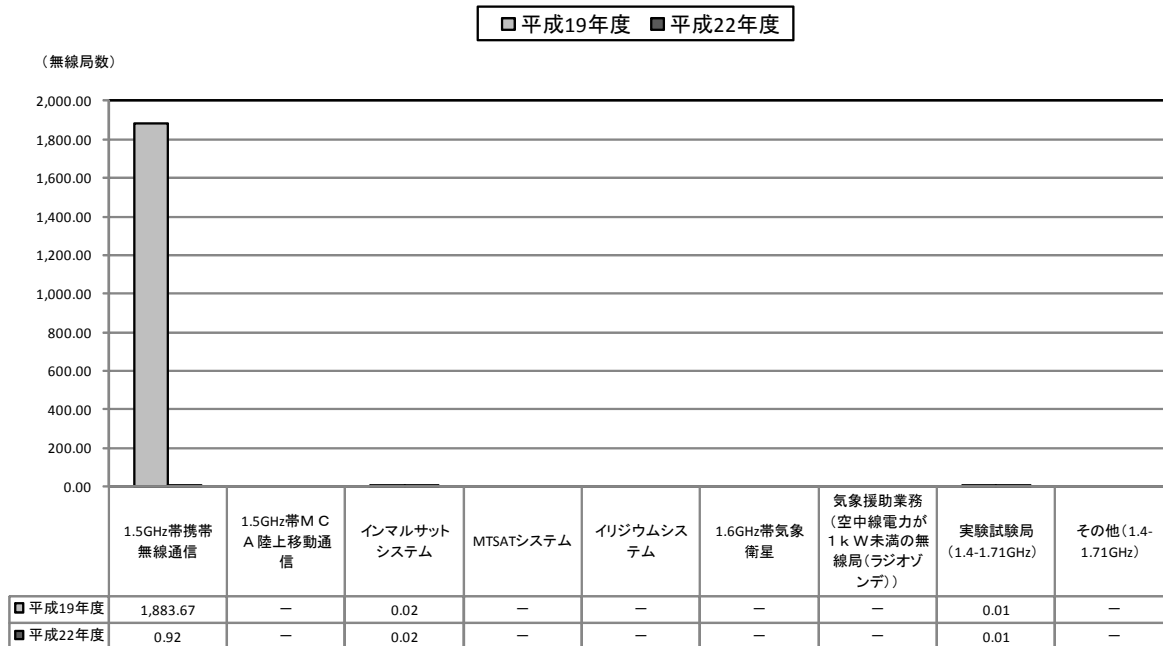 平成19年度 平成22年度
（無線局数）
2,000.00
1,800.00
1,600.00
1,400.00
1,200.00
1,000.00
800.00
600.00
400.00
200.00
0.00
1.5GHz帯携帯
無線通信
1.5GHz帯ＭＣ
Ａ陸上移動通
信
インマルサット
システム
MTSATシステム
イリジウムシス
テム
1.6GHz帯気象
衛星
気象援助業務
（空中線電力が
１ｋＷ未満の無
線局（ラジオゾ
ンデ））
実験試験局
（1.4-1.71GHz）
その他（1.4-
1.71GHz）
平成19年度 1,883.67 － 0.02 － － － － 0.01 －
平成22年度 0.92 － 0.02 － － － － 0.01 －